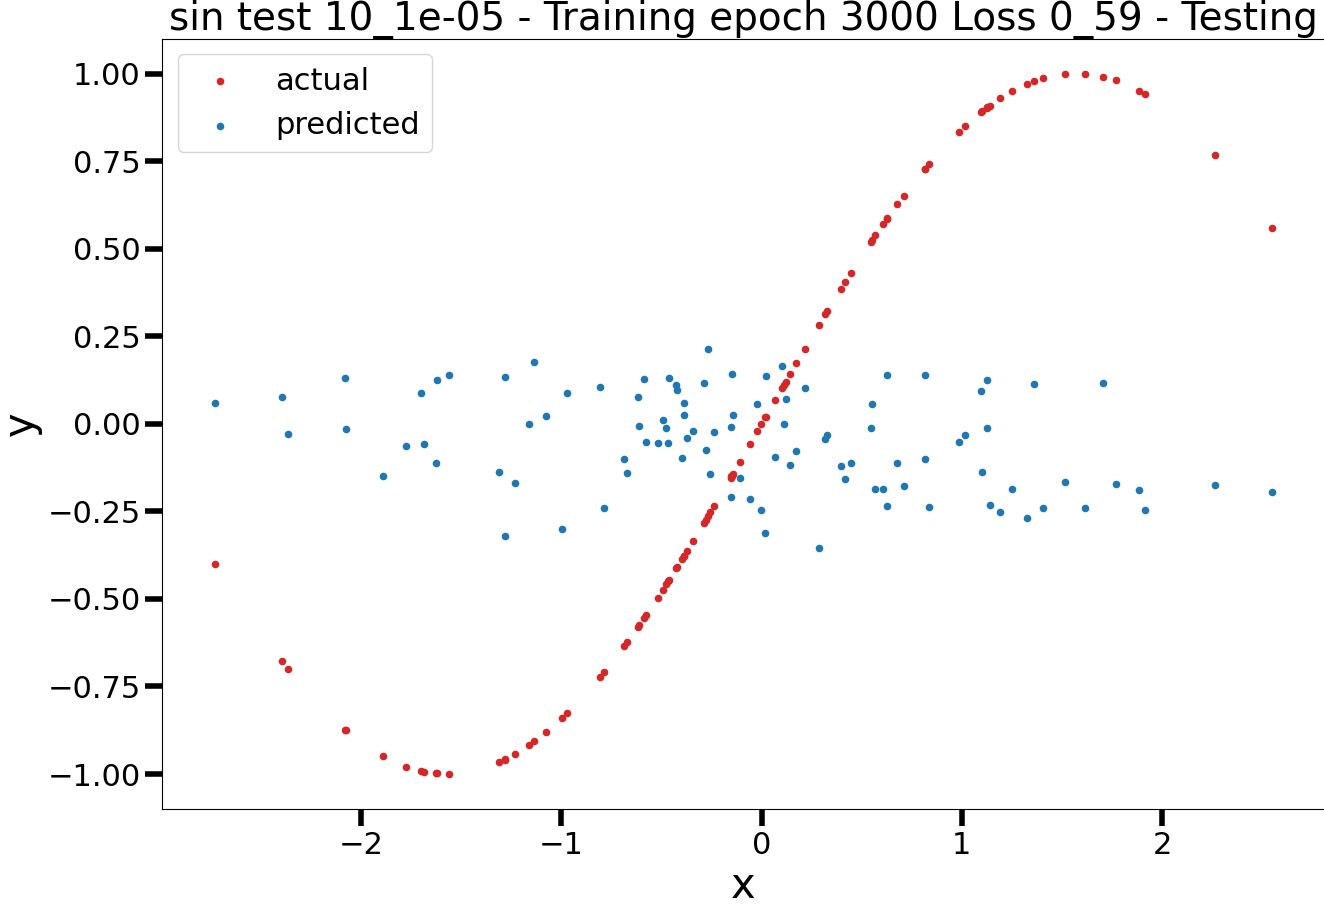 sin test 10_1e-05 - Training epoch 3000 Loss 0_59 - Testing
actual
predicted
1.00
0.75
0.50
0.25
0.00
−0.25
−0.50
−0.75
−1.00
y
−2 −1 0 1 2
x